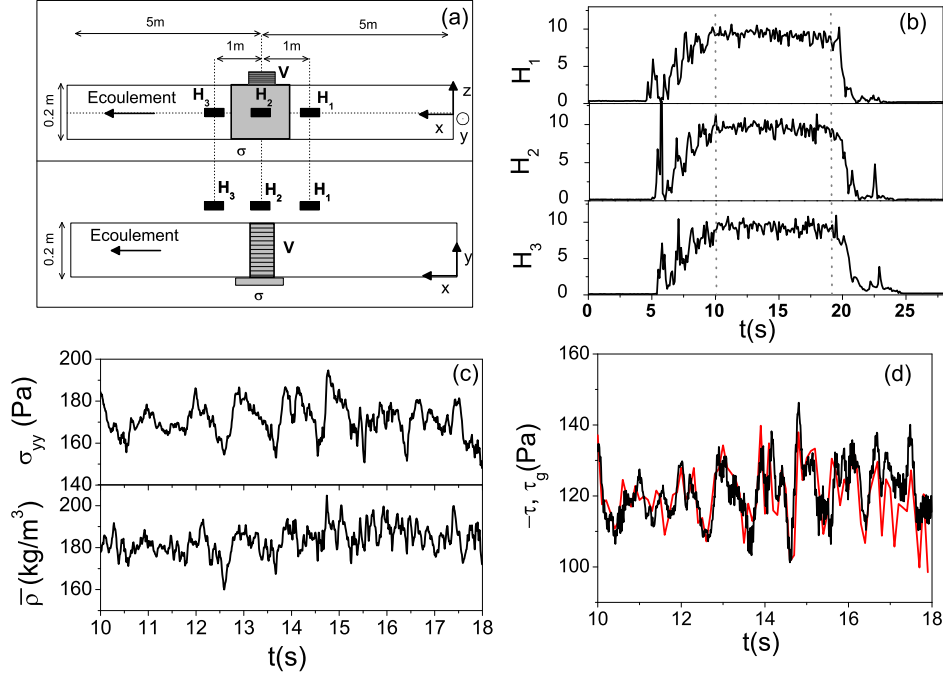 (a)
5m 5m
1m 1m
V
H3 H2 H1
Ecoulement
0.2 m
z
x
y
σ
H3 H2 H1
Ecoulement
0.2 m
V
y
x
σ
(b)
H1
10
5
0
H2
10
5
0
H3
10
5
0
0 5 10 15 20 25
t(s)
(c)
σyy (Pa)
200
180
160
140
ρ̅ (kg/m³)
200
180
160
10 11 12 13 14 15 16 17 18
t(s)
(d)
−τ, τg(Pa)
160
140
120
100
10 12 14 16 18
t(s)